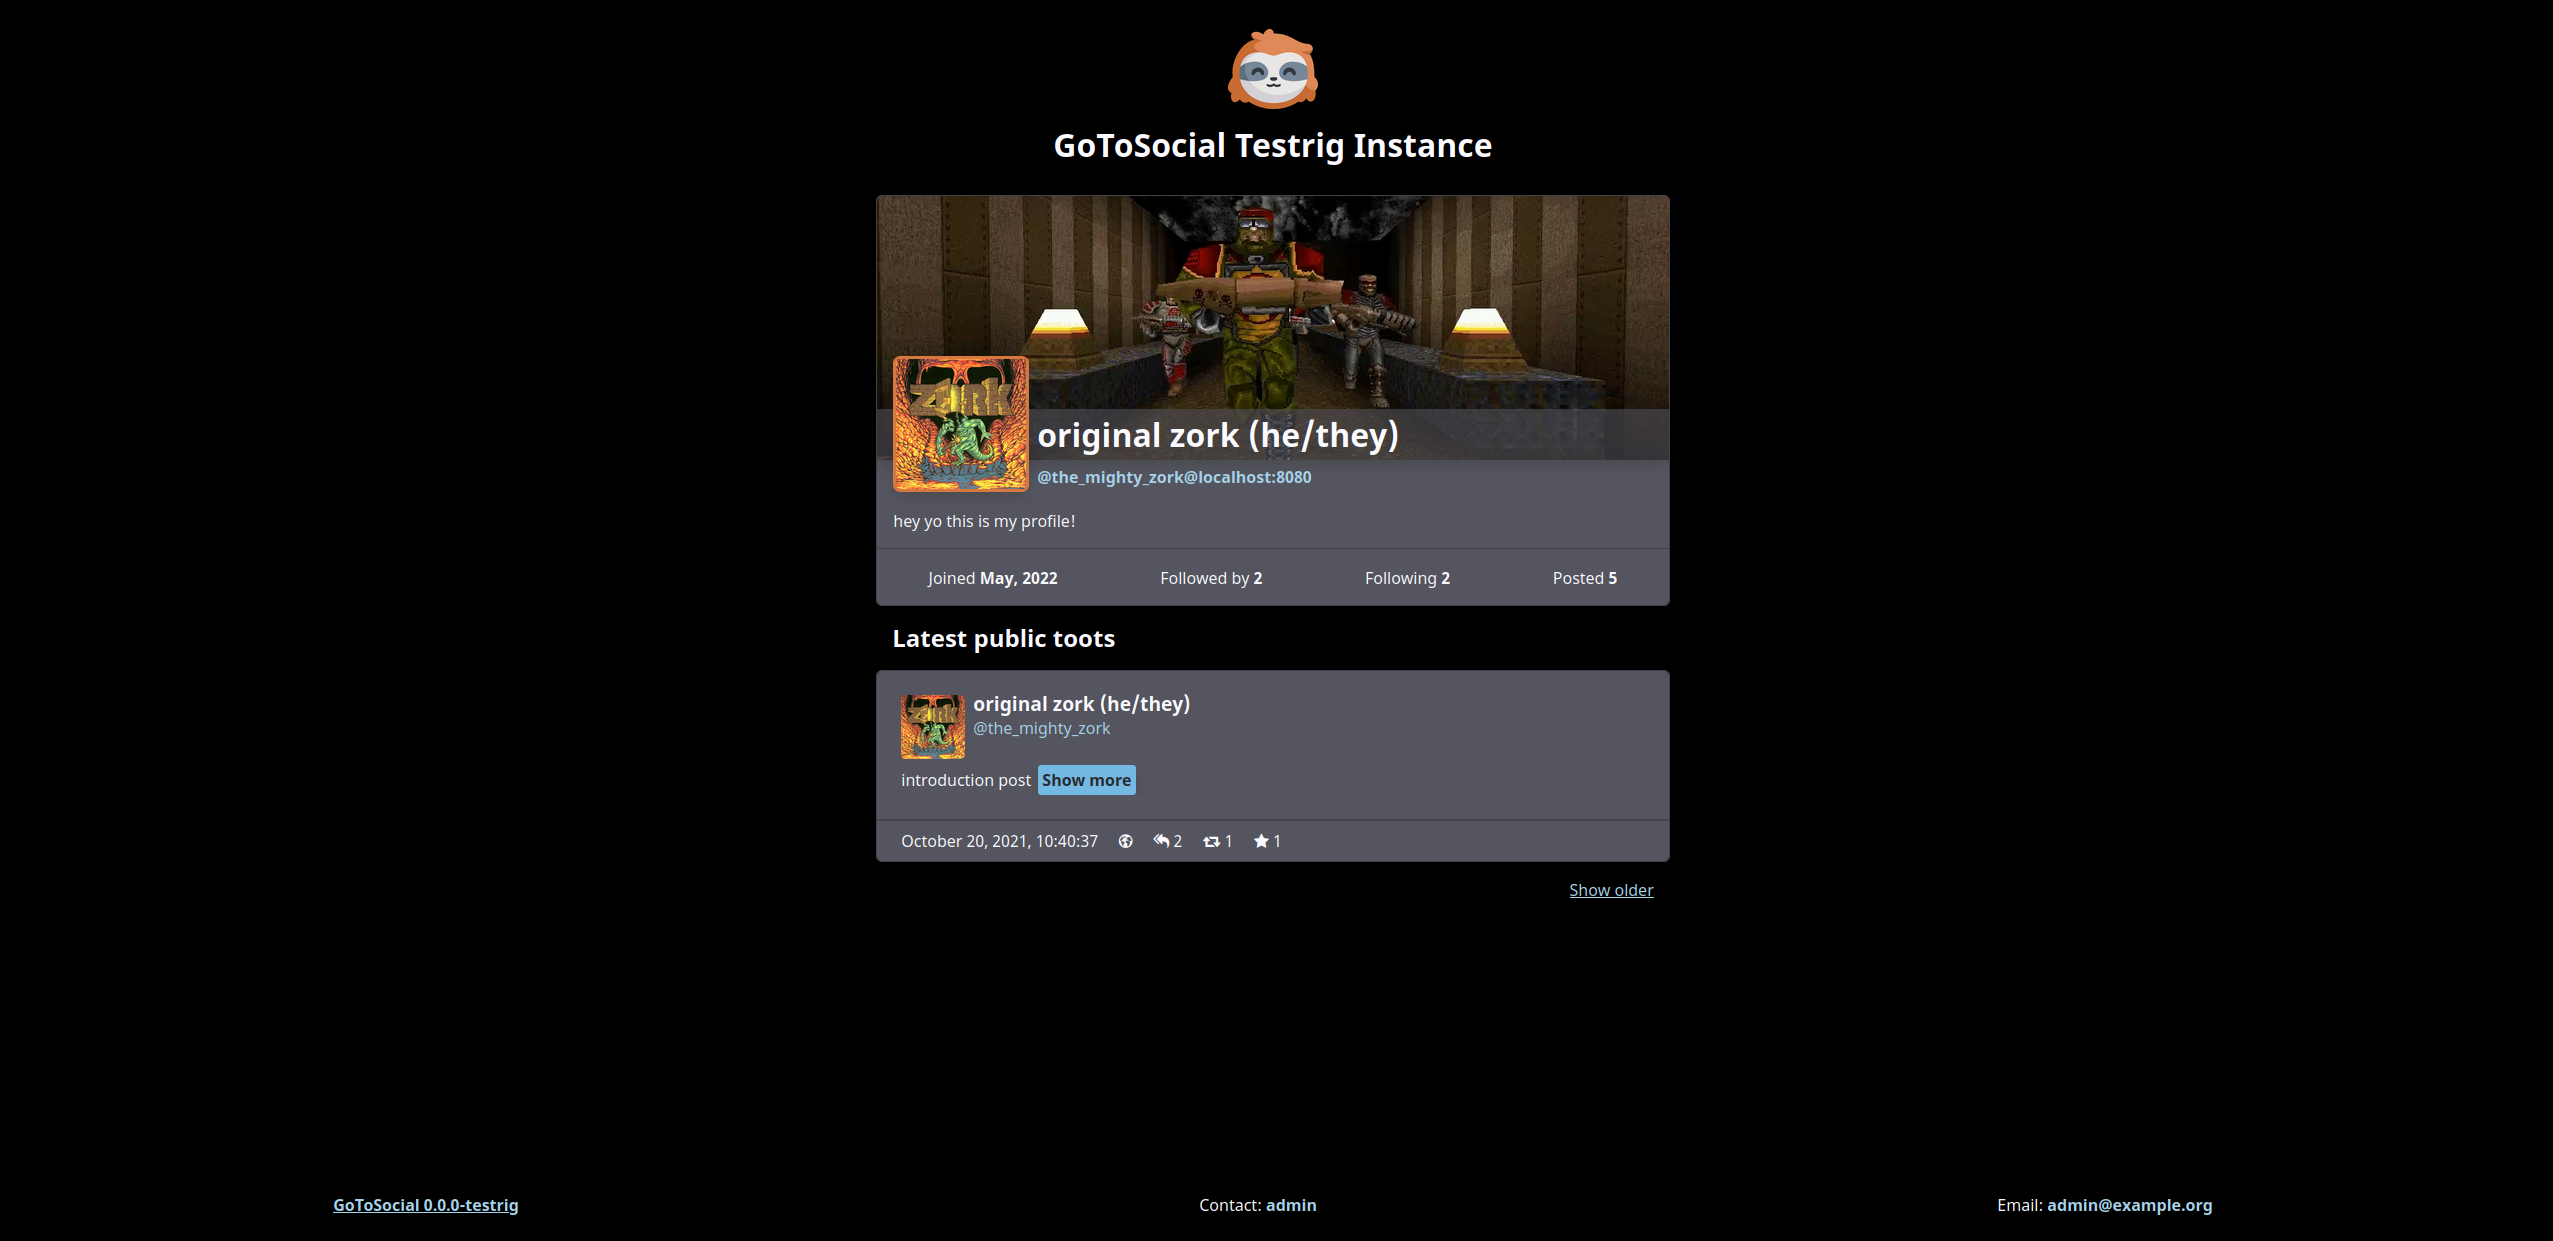 GoToSocial Testrig Instance
ZORK
original zork (he/they)
@the_mighty_zork@localhost:8080
hey yo this is my profile!
Joined May, 2022 Followed by 2 Following 2 Posted 5
Latest public toots
ZORK
original zork (he/they)
@the_mighty_zork
introduction post Show more
October 20, 2021, 10:40:37 2 1 1
Show older
GoToSocial 0.0.0-testrig Contact: admin Email: admin@example.org